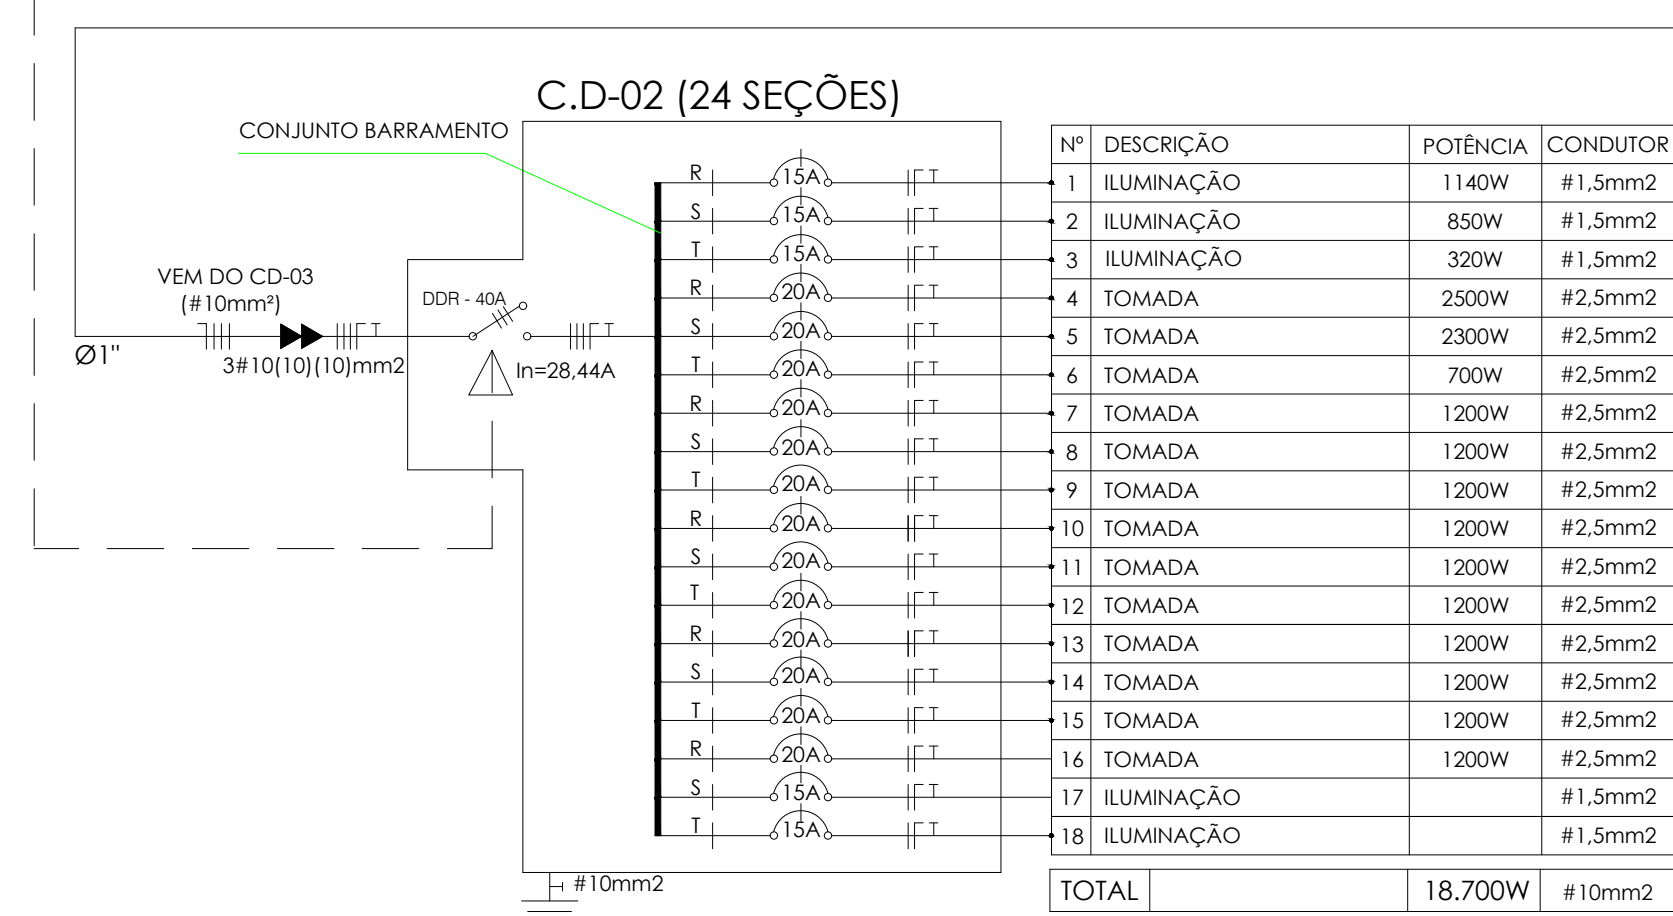 C.D-02 (24 SEÇÕES)
CONJUNTO BARRAMENTO
VEM DO CD-03
(#10mm²)
Ø1"
3#10(10)(10)mm2
DDR - 40A
In=28,44A
R 15A T
S 15A T
T 15A T
R 20A T
S 20A T
T 20A T
R 20A T
S 20A T
T 20A T
R 20A T
S 20A T
T 20A T
R 20A T
S 20A T
T 20A T
R 20A T
S 15A T
T 15A T
#10mm2
Nº DESCRIÇÃO POTÊNCIA CONDUTOR
1 ILUMINAÇÃO 1140W #1,5mm2
2 ILUMINAÇÃO 850W #1,5mm2
3 ILUMINAÇÃO 320W #1,5mm2
4 TOMADA 2500W #2,5mm2
5 TOMADA 2300W #2,5mm2
6 TOMADA 700W #2,5mm2
7 TOMADA 1200W #2,5mm2
8 TOMADA 1200W #2,5mm2
9 TOMADA 1200W #2,5mm2
10 TOMADA 1200W #2,5mm2
11 TOMADA 1200W #2,5mm2
12 TOMADA 1200W #2,5mm2
13 TOMADA 1200W #2,5mm2
14 TOMADA 1200W #2,5mm2
15 TOMADA 1200W #2,5mm2
16 TOMADA 1200W #2,5mm2
17 ILUMINAÇÃO #1,5mm2
18 ILUMINAÇÃO #1,5mm2
TOTAL 18.700W #10mm2